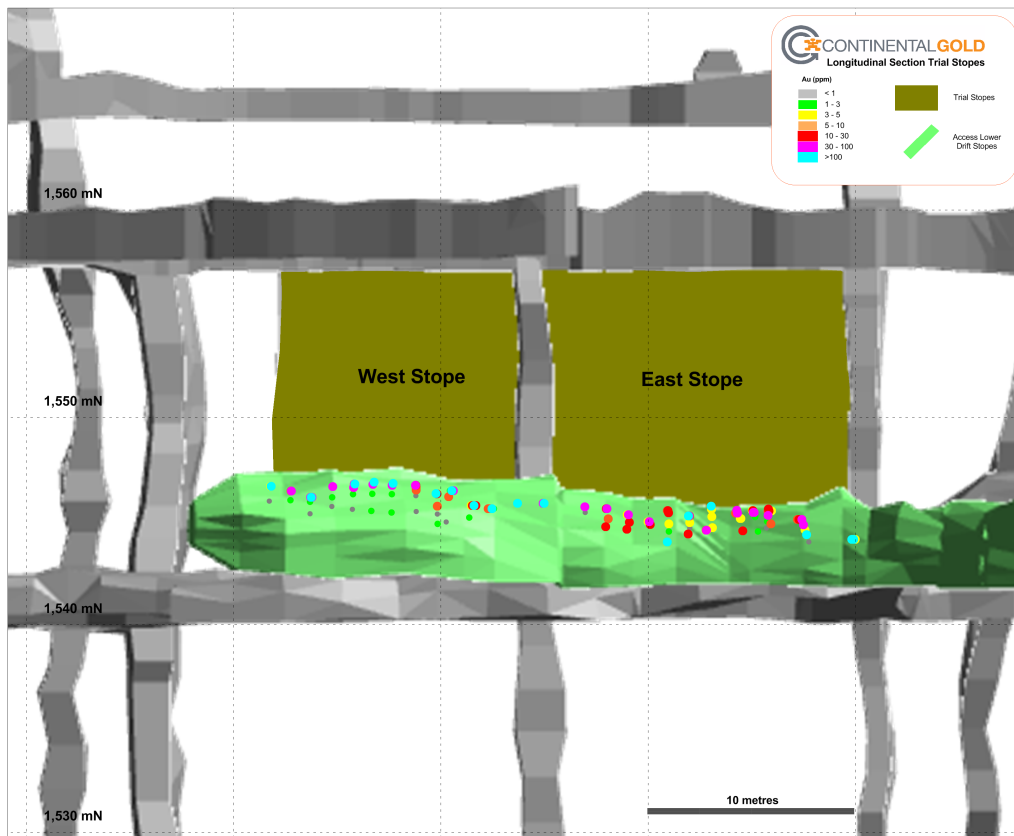 CONTINENTALGOLD
Longitudinal Section Trial Stopes
Au (ppm)
< 1
1 - 3
3 - 5
5 - 10
10 - 30
30 - 100
>100
Trial Stopes
Access Lower
Drift Stopes
1,560 mN
West Stope
East Stope
1,550 mN
1,540 mN
10 metres
1,530 mN